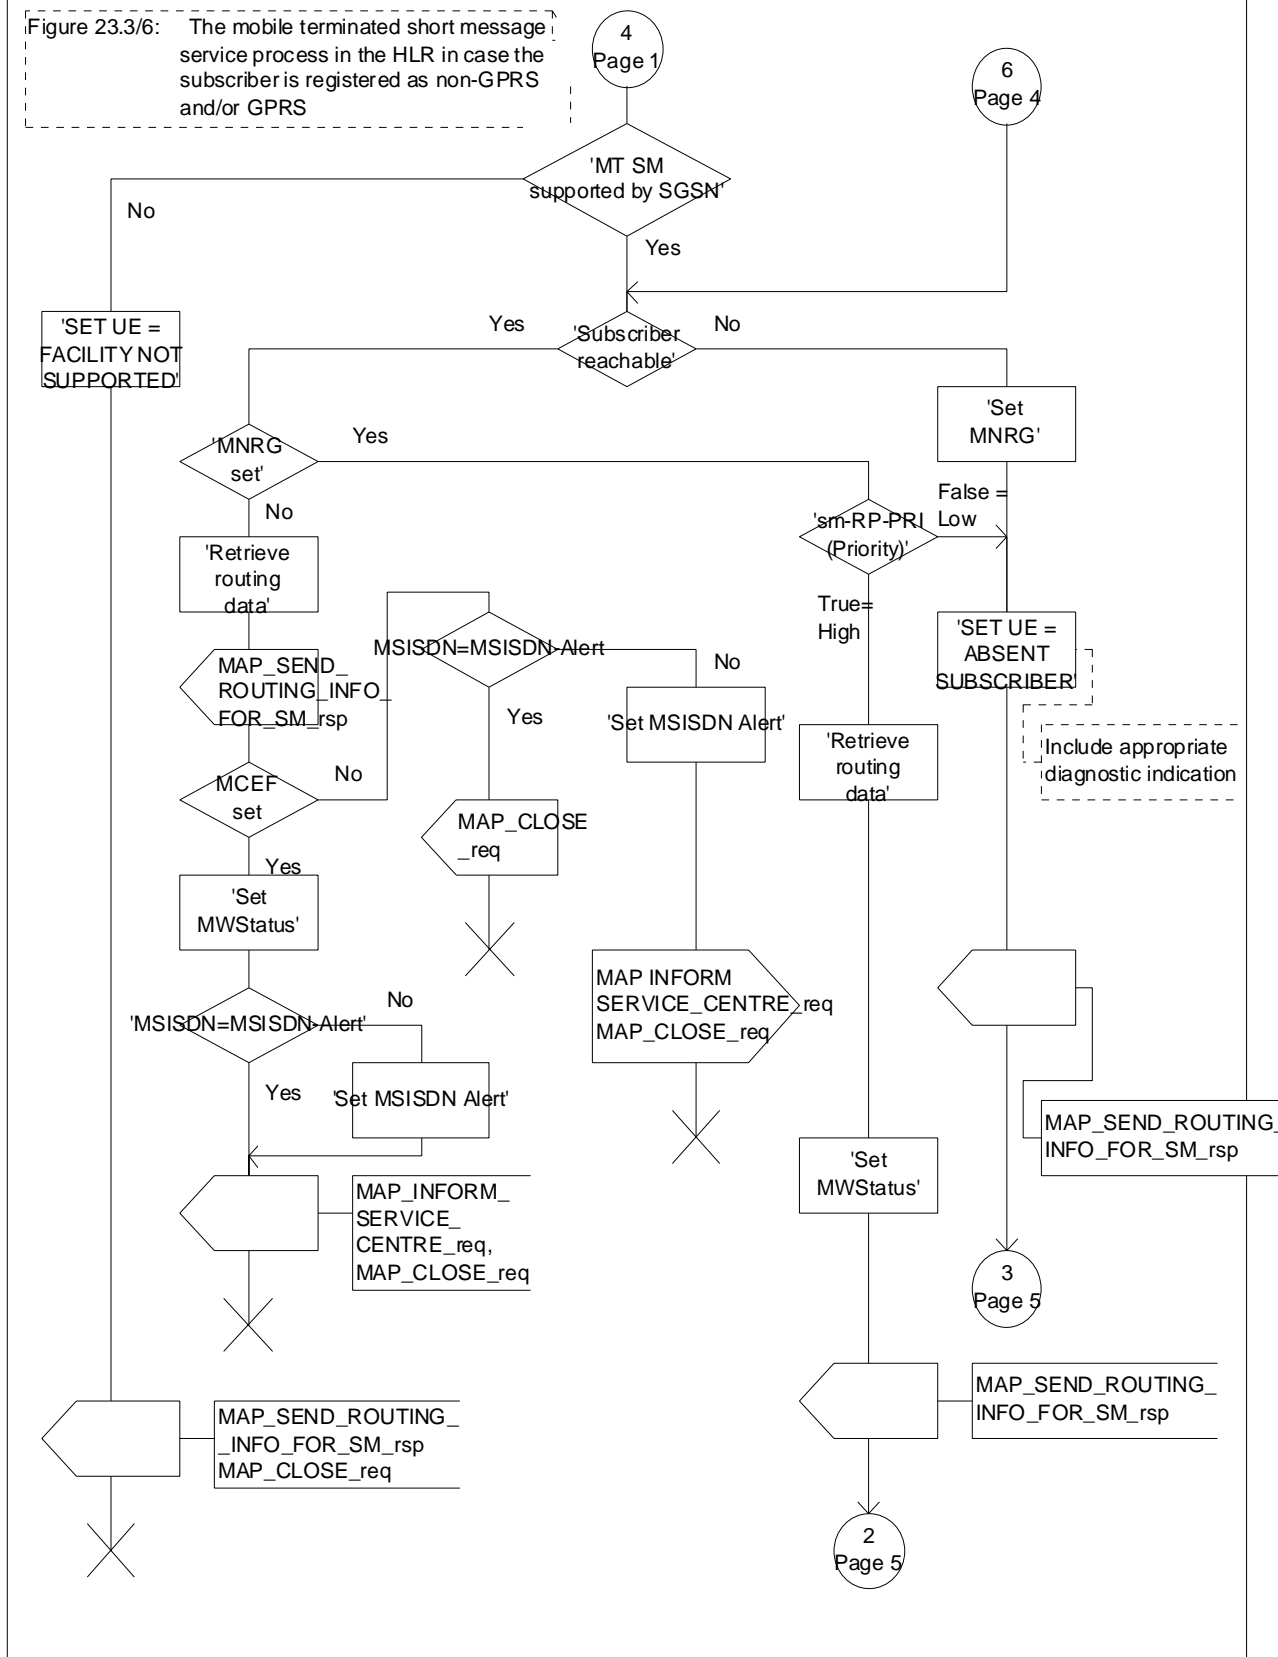 Figure 23.3/6: The mobile terminated short message
service process in the HLR in case the
subscriber is registered as non-GPRS
and/or GPRS
4
Page 1
6
Page 4
'MT SM
supported by SGSN'
No
Yes
'SET UE =
FACILITY NOT
SUPPORTED'
Yes
'Subscriber
reachable'
No
'Set
MNRG'
'MNRG
set'
Yes
No
False =
Low
'sm-RP-PRI
(Priority)'
True=
High
'Retrieve
routing
data'
MSISDN=MSISDN-Alert
No
Yes
'SET UE =
ABSENT
SUBSCRIBER'
MAP_SEND_
ROUTING_INFO_
FOR_SM_rsp
'Set MSISDN Alert'
'Retrieve
routing
data'
Include appropriate
diagnostic indication
MCEF
set
No
Yes
MAP_CLOSE
_req
'Set
MWStatus'
MAP INFORM
SERVICE_CENTRE_req
MAP_CLOSE_req
'MSISDN=MSISDN-Alert'
No
Yes
'Set MSISDN Alert'
MAP_SEND_ROUTING_
INFO_FOR_SM_rsp
'Set
MWStatus'
MAP_INFORM_
SERVICE_
CENTRE_req,
MAP_CLOSE_req
3
Page 5
MAP_SEND_ROUTING_
INFO_FOR_SM_rsp
MAP_SEND_ROUTING_
_INFO_FOR_SM_rsp
MAP_CLOSE_req
2
Page 5